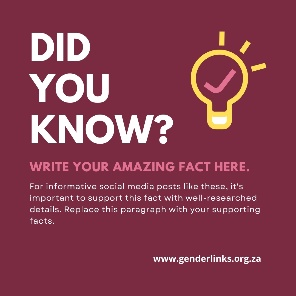 DID
YOU
KNOW?
WRITE YOUR AMAZING FACT HERE.
For informative social media posts like these, it's
important to support this fact with well-researched
details. Replace this paragraph with your supporting
facts.
www.genderlinks.org.za